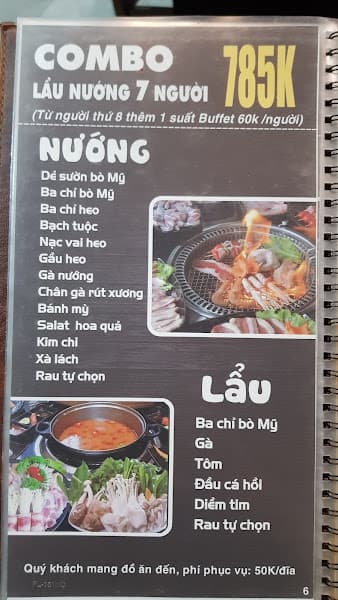 COMBO
LẨU NƯỚNG 7 NGƯỜI
785K
(Từ người thứ 8 thêm 1 suất Buffet 60k /người)
NƯỚNG
Dẻ sườn bò Mỹ
Ba chỉ bò Mỹ
Ba chỉ heo
Bạch tuộc
Nạc vai heo
Gầu heo
Gà nướng
Chân gà rút xương
Bánh mỳ
Salat hoa quả
Kim chi
Xà lách
Rau tự chọn
LẨU
Ba chỉ bò Mỹ
Gà
Tôm
Đầu cá hồi
Diềm tim
Rau tự chọn
Quý khách mang đồ ăn đến, phí phục vụ: 50K/đĩa
6